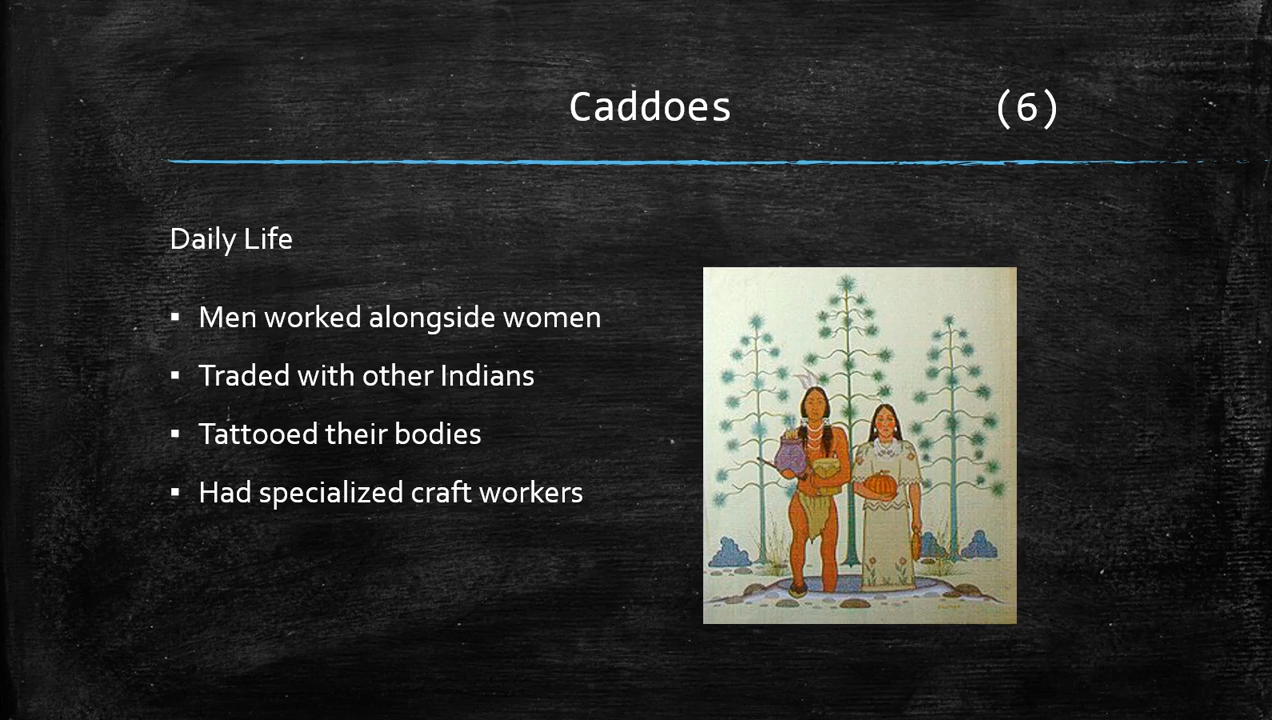 Caddoes (6)
Daily Life
▪ Men worked alongside women
▪ Traded with other Indians
▪ Tattooed their bodies
▪ Had specialized craft workers